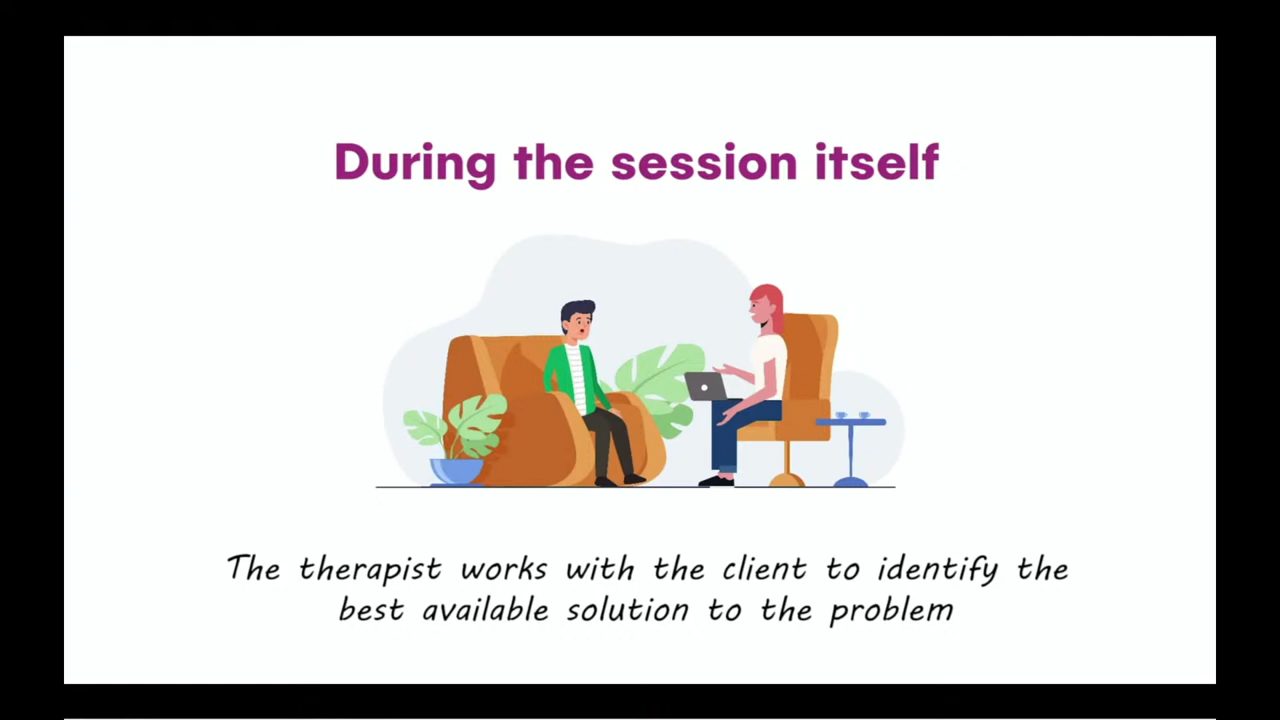 During the session itself
The therapist works with the client to identify the
best available solution to the problem